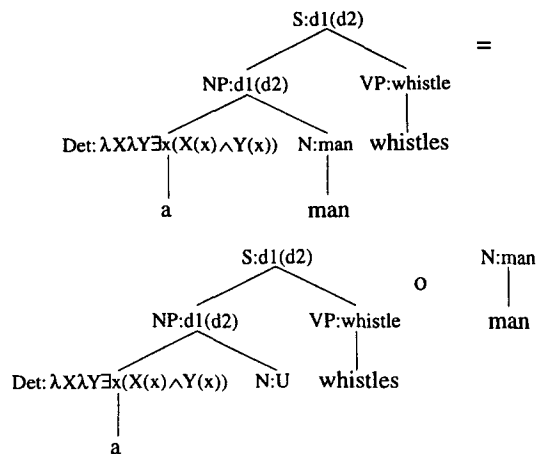 S:d1(d2)
=
NP:d1(d2) VP:whistle
Det: λXλY∃x(X(x)∧Y(x)) N:man whistles
a man
S:d1(d2) N:man
o
NP:d1(d2) VP:whistle man
Det: λXλY∃x(X(x)∧Y(x)) N:U whistles
a